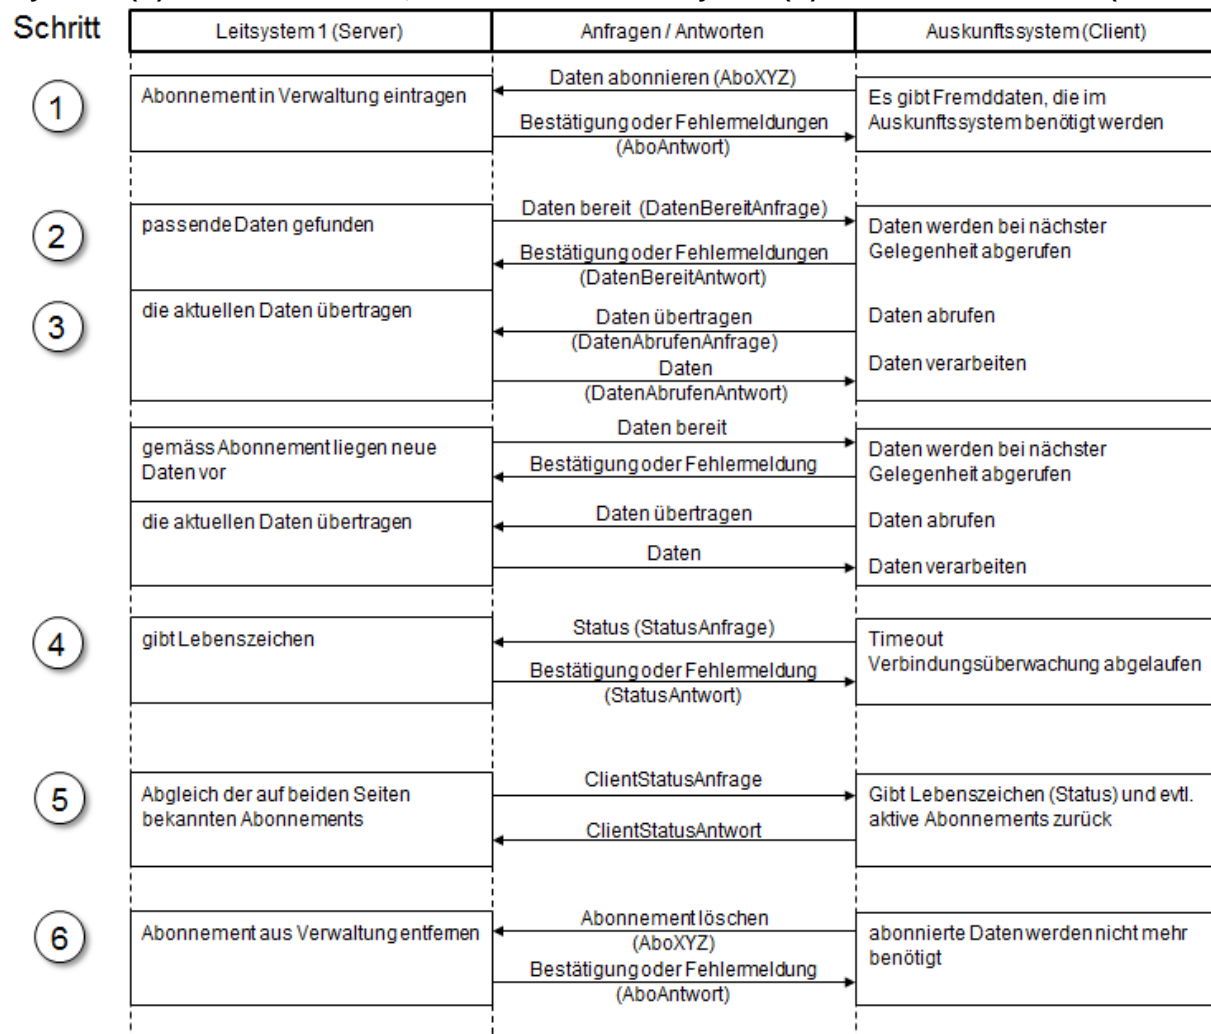 Schritt
Leitsystem 1 (Server)
Anfragen / Antworten
Auskunftssystem (Client)
1
Abonnement in Verwaltung eintragen
Daten abonnieren (AboXYZ)
Bestätigung oder Fehlermeldungen
(AboAntwort)
Es gibt Fremddaten, die im
Auskunftssystem benötigt werden
2
passende Daten gefunden
Daten bereit (DatenBereitAnfrage)
Bestätigung oder Fehlermeldungen
(DatenBereitAntwort)
Daten werden bei nächster
Gelegenheit abgerufen
3
die aktuellen Daten übertragen
Daten übertragen
(DatenAbrufenAnfrage)
Daten
(DatenAbrufenAntwort)
Daten abrufen
Daten verarbeiten
gemäss Abonnement liegen neue
Daten vor
Daten bereit
Bestätigung oder Fehlermeldung
Daten werden bei nächster
Gelegenheit abgerufen
die aktuellen Daten übertragen
Daten übertragen
Daten
Daten abrufen
Daten verarbeiten
4
gibt Lebenszeichen
Status (StatusAnfrage)
Bestätigung oder Fehlermeldung
(StatusAntwort)
Timeout
Verbindungsüberwachung abgelaufen
5
Abgleich der auf beiden Seiten
bekannten Abonnements
ClientStatusAnfrage
ClientStatusAntwort
Gibt Lebenszeichen (Status) und evtl.
aktive Abonnements zurück
6
Abonnement aus Verwaltung entfernen
Abonnement löschen
(AboXYZ)
Bestätigung oder Fehlermeldung
(AboAntwort)
abonnierte Daten werden nicht mehr
benötigt